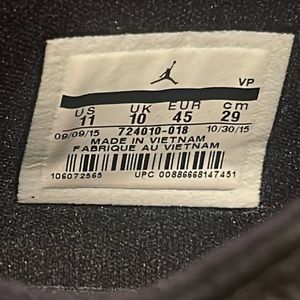 VP
US UK EUR cm
11 10 45 29
09/09/15 724010-018 10/30/15
MADE IN VIETNAM
FABRIQUE AU VIETNAM
106072565 UPC 00886668147451